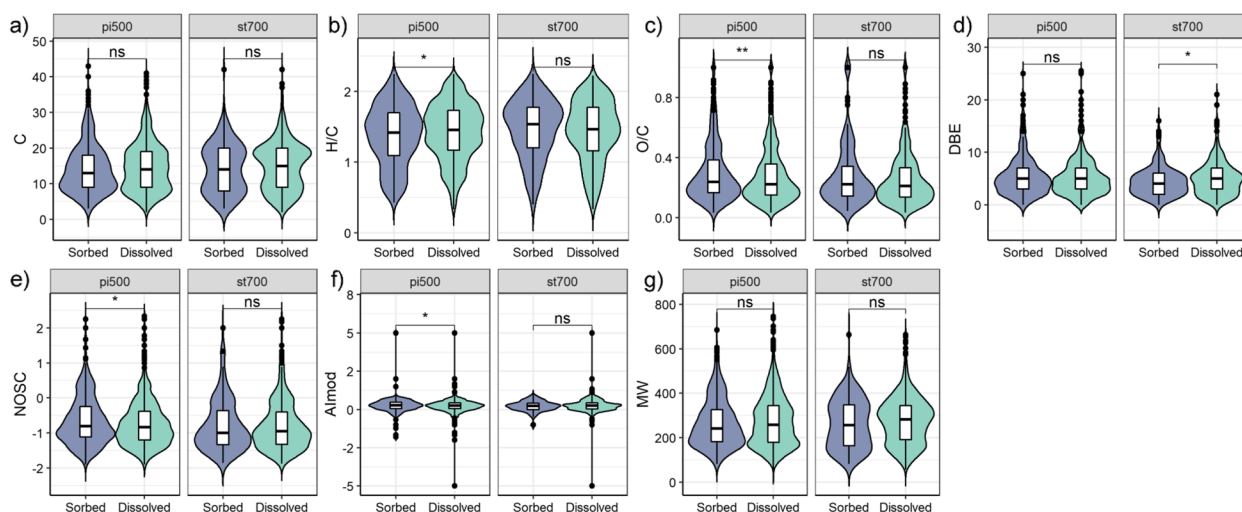 a) pi500 st700
C
50
40
30
20
10
0
ns ns
Sorbed Dissolved Sorbed Dissolved
b) pi500 st700
H/C
2
1
0
* ns
Sorbed Dissolved Sorbed Dissolved
c) pi500 st700
O/C
0.8
0.4
0.0
** ns
Sorbed Dissolved Sorbed Dissolved
d) pi500 st700
DBE
30
20
10
0
ns *
Sorbed Dissolved Sorbed Dissolved
e) pi500 st700
NOSC
2
1
-0
-1
-2
* ns
Sorbed Dissolved Sorbed Dissolved
f) pi500 st700
AImod
8
5
2
0
-2
-5
* ns
Sorbed Dissolved Sorbed Dissolved
g) pi500 st700
MW
800
600
400
200
0
ns ns
Sorbed Dissolved Sorbed Dissolved